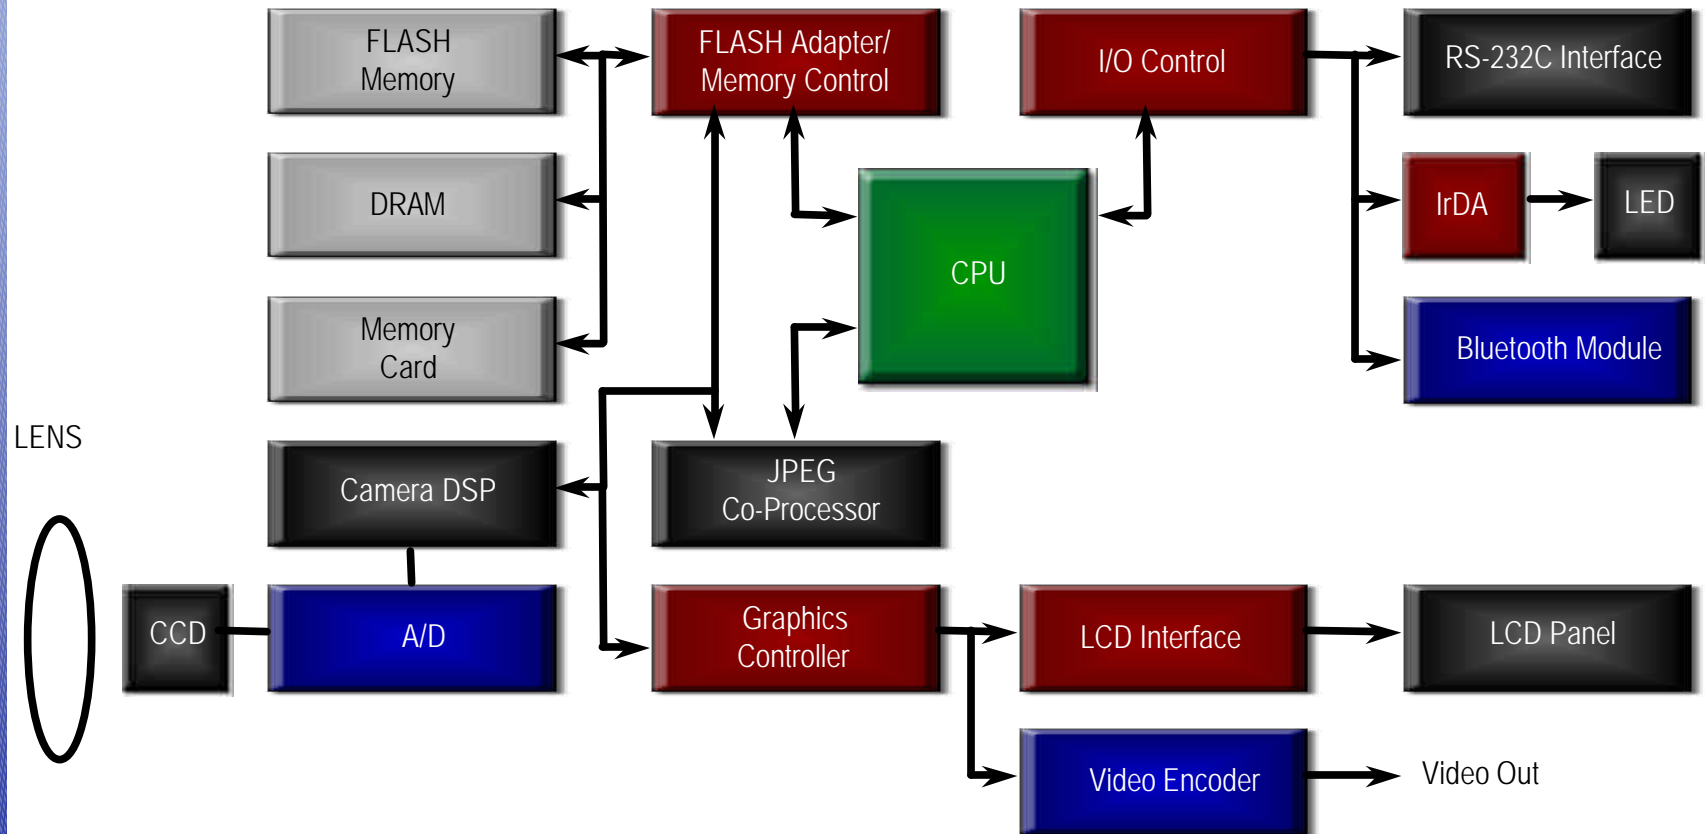 FLASH
Memory
FLASH Adapter/
Memory Control
I/O Control
RS-232C Interface
DRAM
CPU
IrDA
LED
Memory
Card
Bluetooth Module
LENS
Camera DSP
JPEG
Co-Processor
CCD
A/D
Graphics
Controller
LCD Interface
LCD Panel
Video Encoder
Video Out